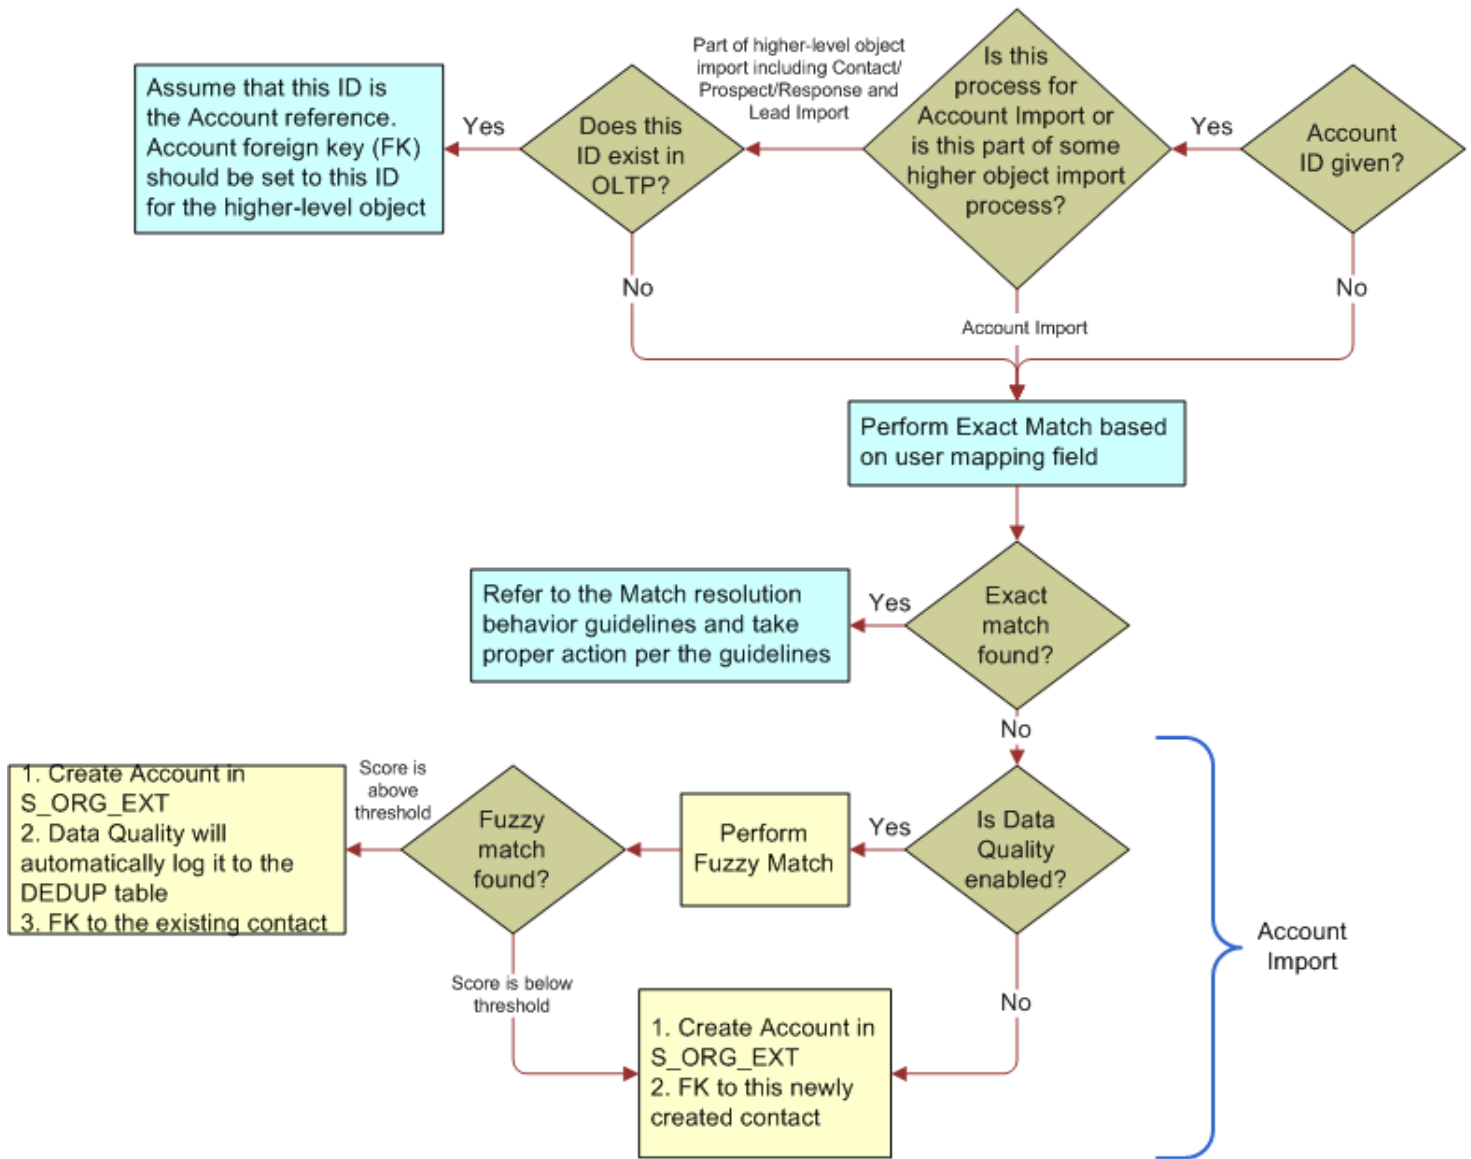 Part of higher-level object
import including Contact/
Prospect/Response and
Lead Import
Assume that this ID is
the Account reference.
Account foreign key (FK)
should be set to this ID
for the higher-level object
Yes
Does this
ID exist in
OLTP?
Is this
process for
Account Import or
is this part of some
higher object import
process?
Yes
Account
ID given?
No
Account Import
No
Perform Exact Match based
on user mapping field
Refer to the Match resolution
behavior guidelines and take
proper action per the guidelines
Yes
Exact
match
found?
No
1. Create Account in
S_ORG_EXT
2. Data Quality will
automatically log it to the
DEDUP table
3. FK to the existing contact
Score is
above
threshold
Fuzzy
match
found?
Perform
Fuzzy Match
Yes
Is Data
Quality
enabled?
Account
Import
Score is below
threshold
No
1. Create Account in
S_ORG_EXT
2. FK to this newly
created contact